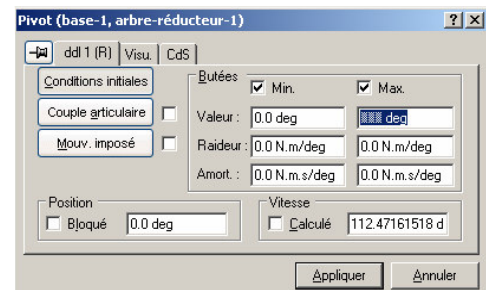 Pivot (base-1, arbre-réducteur-1)
ddl 1 (R) Visu. CdS
Conditions initiales
Couple articulaire
Mouv. imposé
Butées
Min. Max.
Valeur : 0.0 deg deg
Raideur : 0.0 N.m/deg 0.0 N.m/deg
Amort. : 0.0 N.m.s/deg 0.0 N.m.s/deg
Position
Bloqué 0.0 deg
Vitesse
Calculé 112.47161518 d
Appliquer Annuler